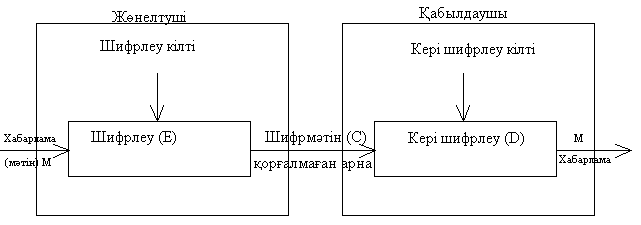 Жөнелтуші
Қабылдаушы
Шифрлеу кілті
Кері шифрлеу кілті
Хабарлама
(мәтін) М
Шифрлеу (Е)
Шифрмәтін (С)
қорғалмаған арна
Кері шифрлеу (D)
М
Хабарлама